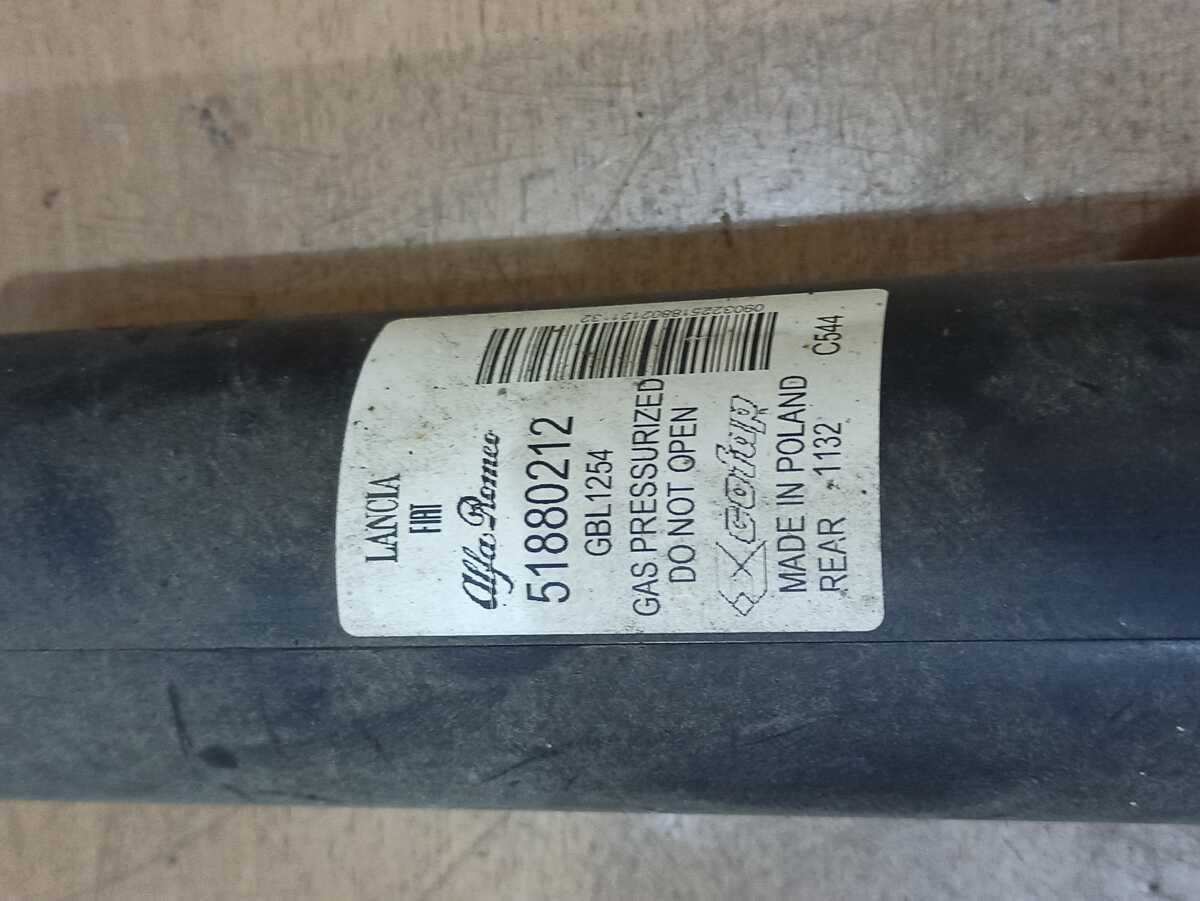 LANCIA
FIAT
Alfa Romeo
51880212
GBL1254
GAS PRESSURIZED
DO NOT OPEN
MADE IN POLAND
REAR 1132 C544